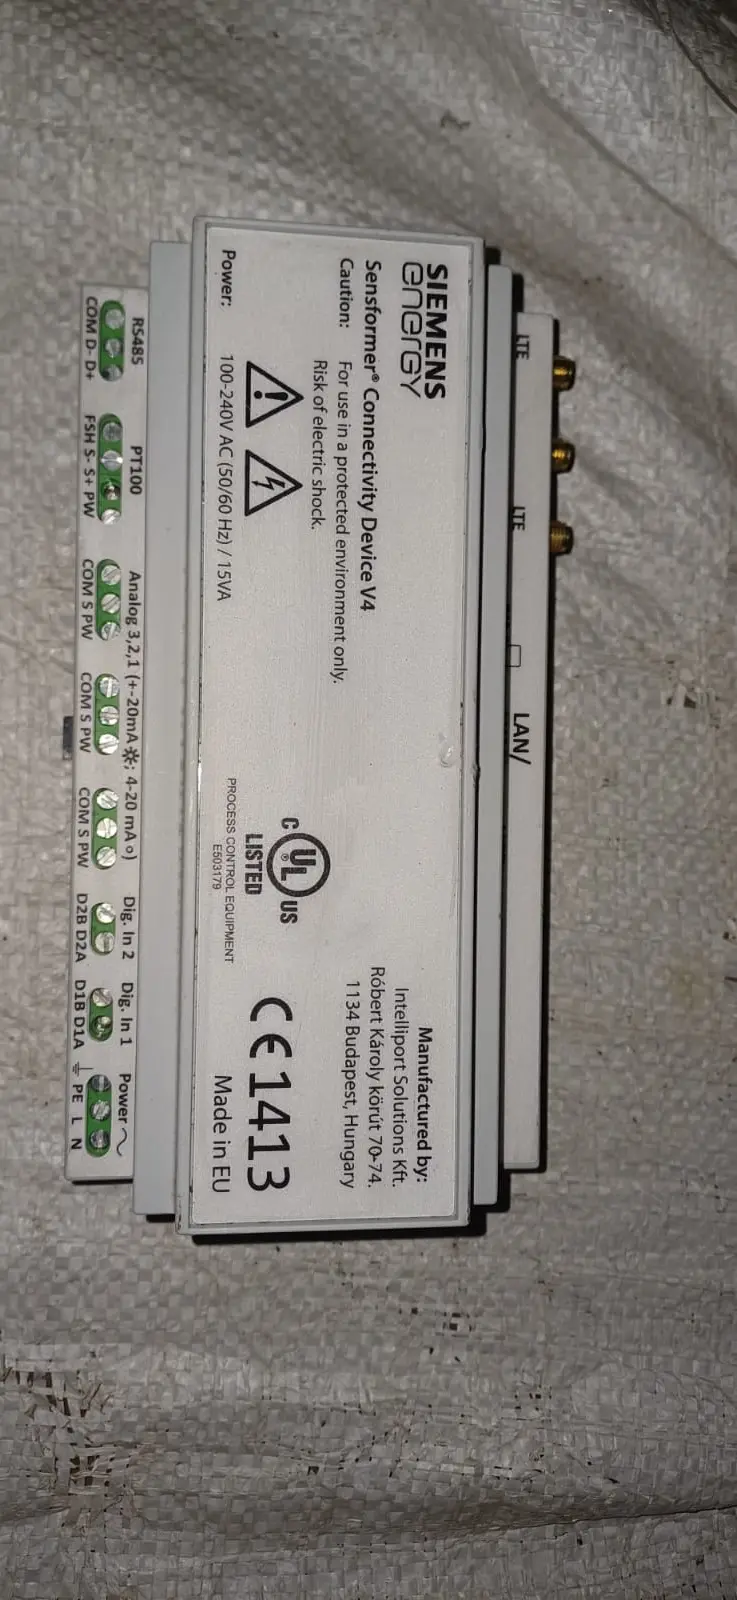 LTE
LTE
LAN/
SIEMENS
energy
Sensformer® Connectivity Device V4
Caution: For use in a protected environment only.
Risk of electric shock.
Power: 100-240V AC (50/60 Hz) / 15VA
C UL® US
LISTED
PROCESS CONTROL EQUIPMENT
E503179
Manufactured by:
Intelliport Solutions Kft.
Róbert Károly körút 70-74.
1134 Budapest, Hungary
CE1413
Made in EU
RS485
PT100
Analog 3,2,1 (+-20mA ☼; 4-20 mA o)
Dig. In 2
Dig. In 1
Power ~
COM D- D+
FSH S- S+ PW
COM S PW
COM S PW
COM S PW
D2B D2A
D1B D1A
⏚ PE L N